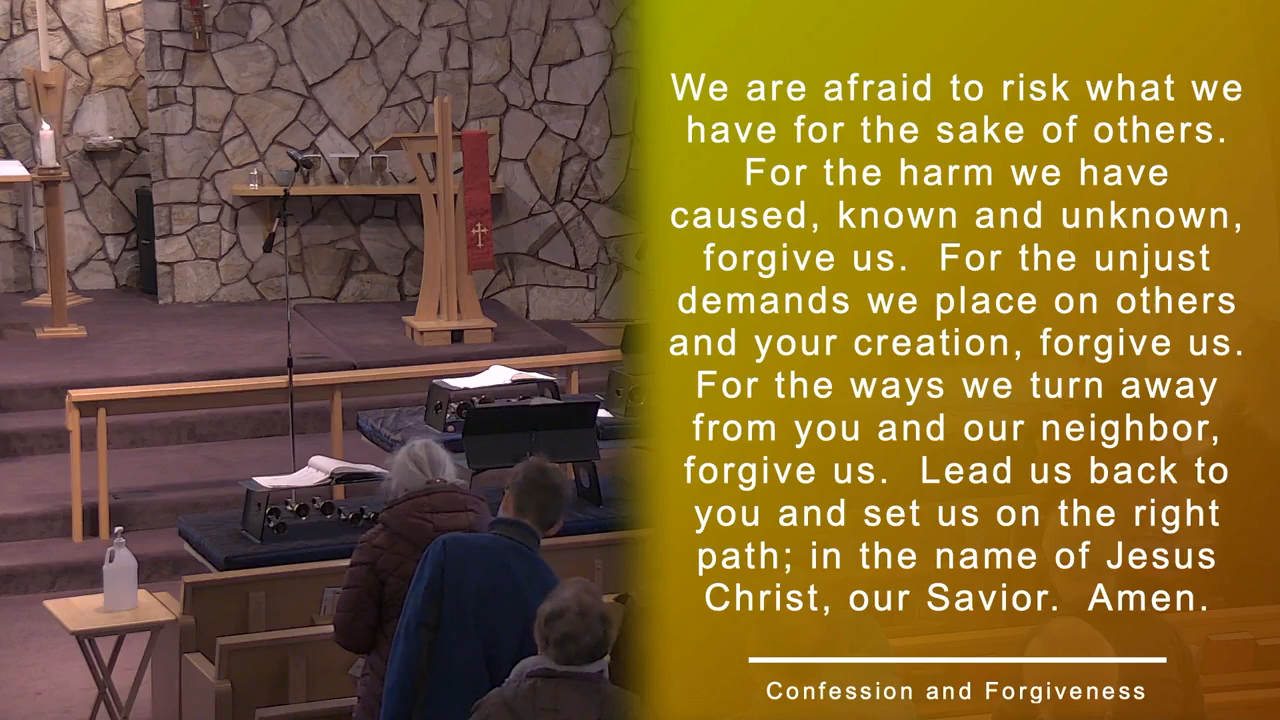 We are afraid to risk what we
have for the sake of others.
For the harm we have
caused, known and unknown,
forgive us.  For the unjust
demands we place on others
and your creation, forgive us.
For the ways we turn away
from you and our neighbor,
forgive us.  Lead us back to
you and set us on the right
path; in the name of Jesus
Christ, our Savior.  Amen.
Confession and Forgiveness